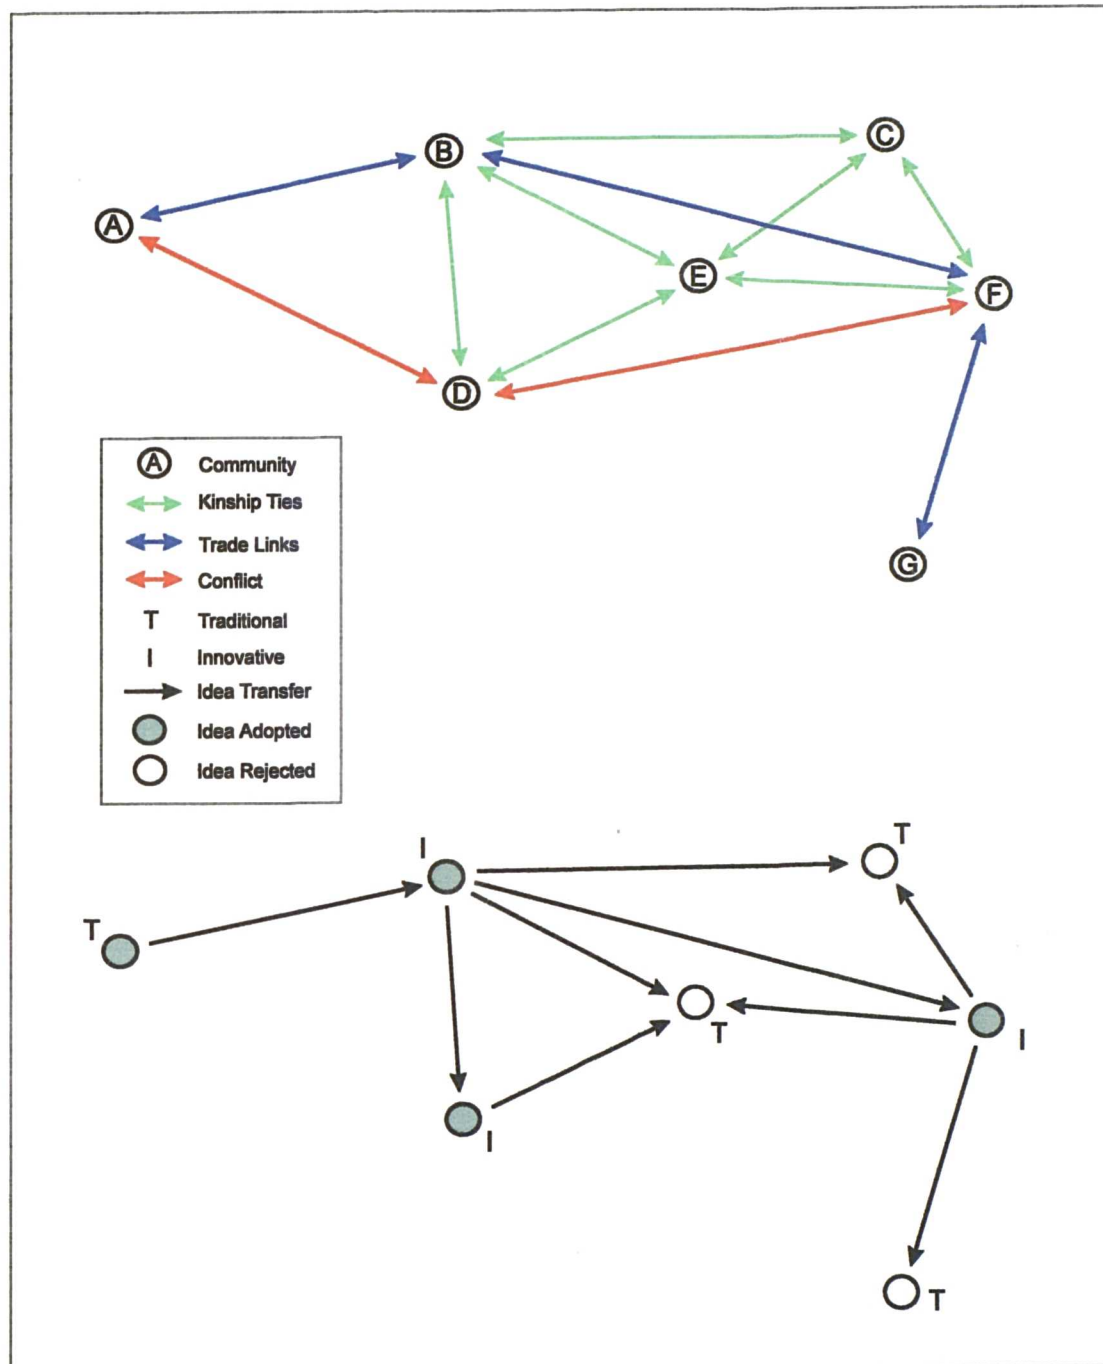 B
C
A
E
F
D
G
A Community
Kinship Ties
Trade Links
Conflict
T Traditional
I Innovative
Idea Transfer
Idea Adopted
Idea Rejected
I
T
T
T
I
I
T